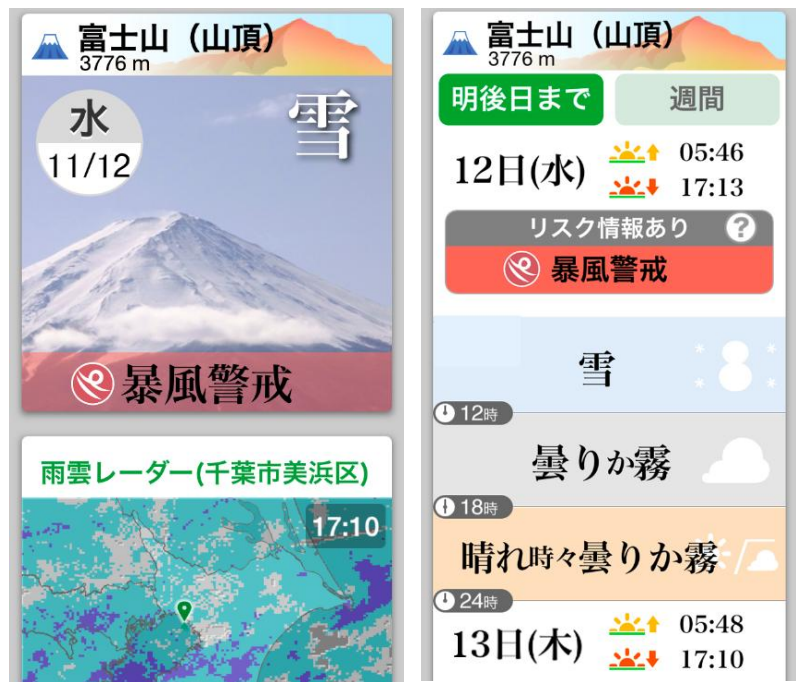 富士山（山頂）
3776 m
水
11/12
雪
暴風警戒
雨雲レーダー(千葉市美浜区)
17:10
富士山（山頂）
3776 m
明後日まで
週間
12日(水)
05:46
17:13
リスク情報あり ?
暴風警戒
雪
12時
曇りか霧
18時
晴れ時々曇りか霧
24時
13日(木)
05:48
17:10